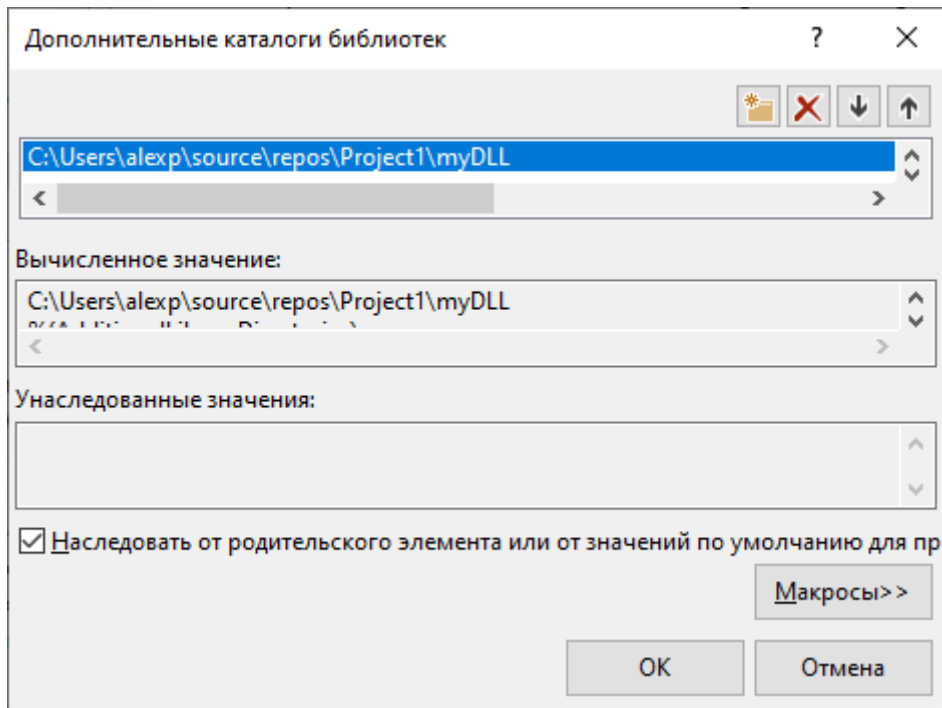 Дополнительные каталоги библиотек
C:\Users\alexp\source\repos\Project1\myDLL
Вычисленное значение:
C:\Users\alexp\source\repos\Project1\myDLL
Унаследованные значения:
Наследовать от родительского элемента или от значений по умолчанию для пр
Макросы>>
ОК
Отмена